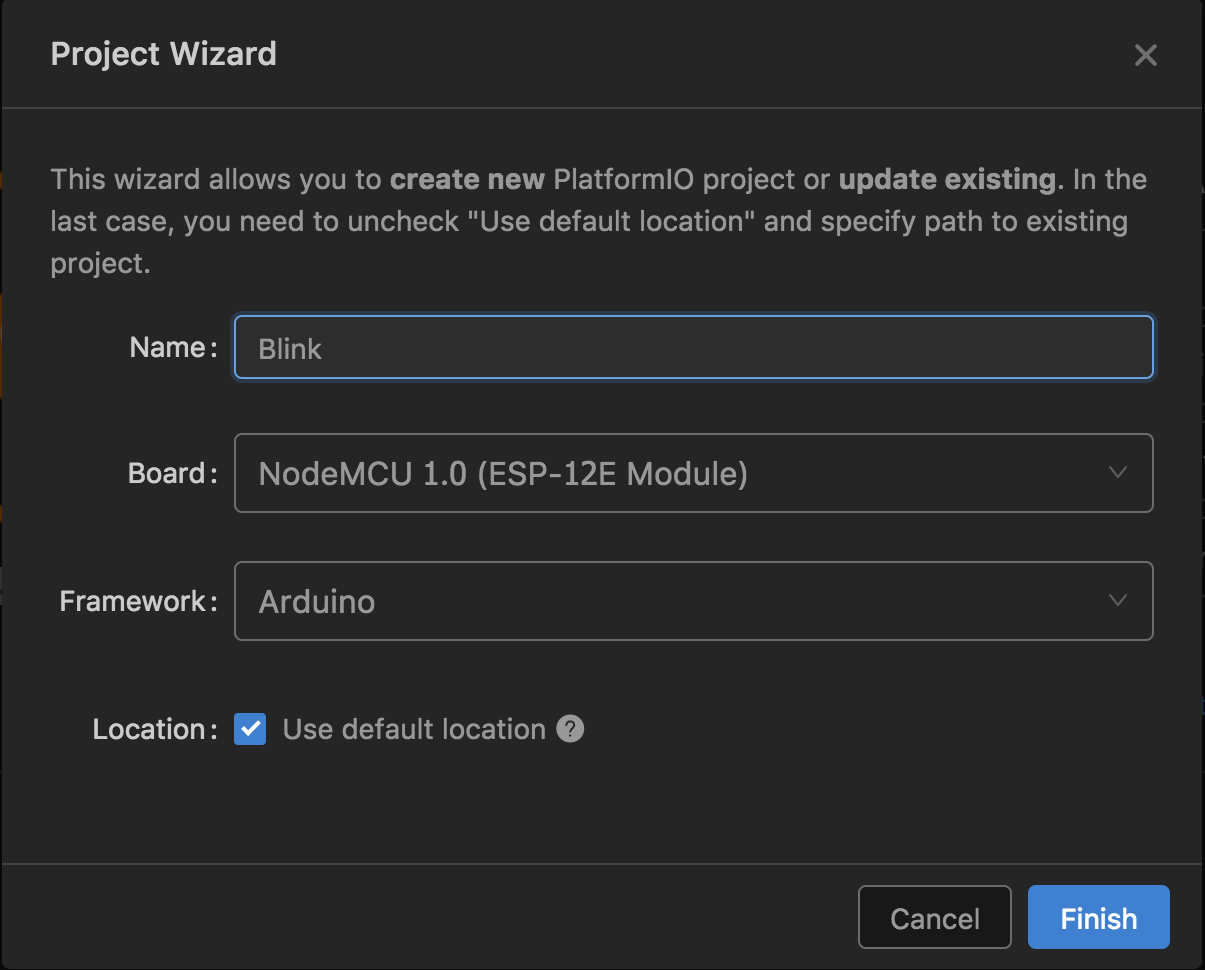 Project Wizard
This wizard allows you to create new PlatformIO project or update existing. In the
last case, you need to uncheck "Use default location" and specify path to existing
project.
Name: Blink
Board: NodeMCU 1.0 (ESP-12E Module)
Framework: Arduino
Location: Use default location ?
Cancel Finish